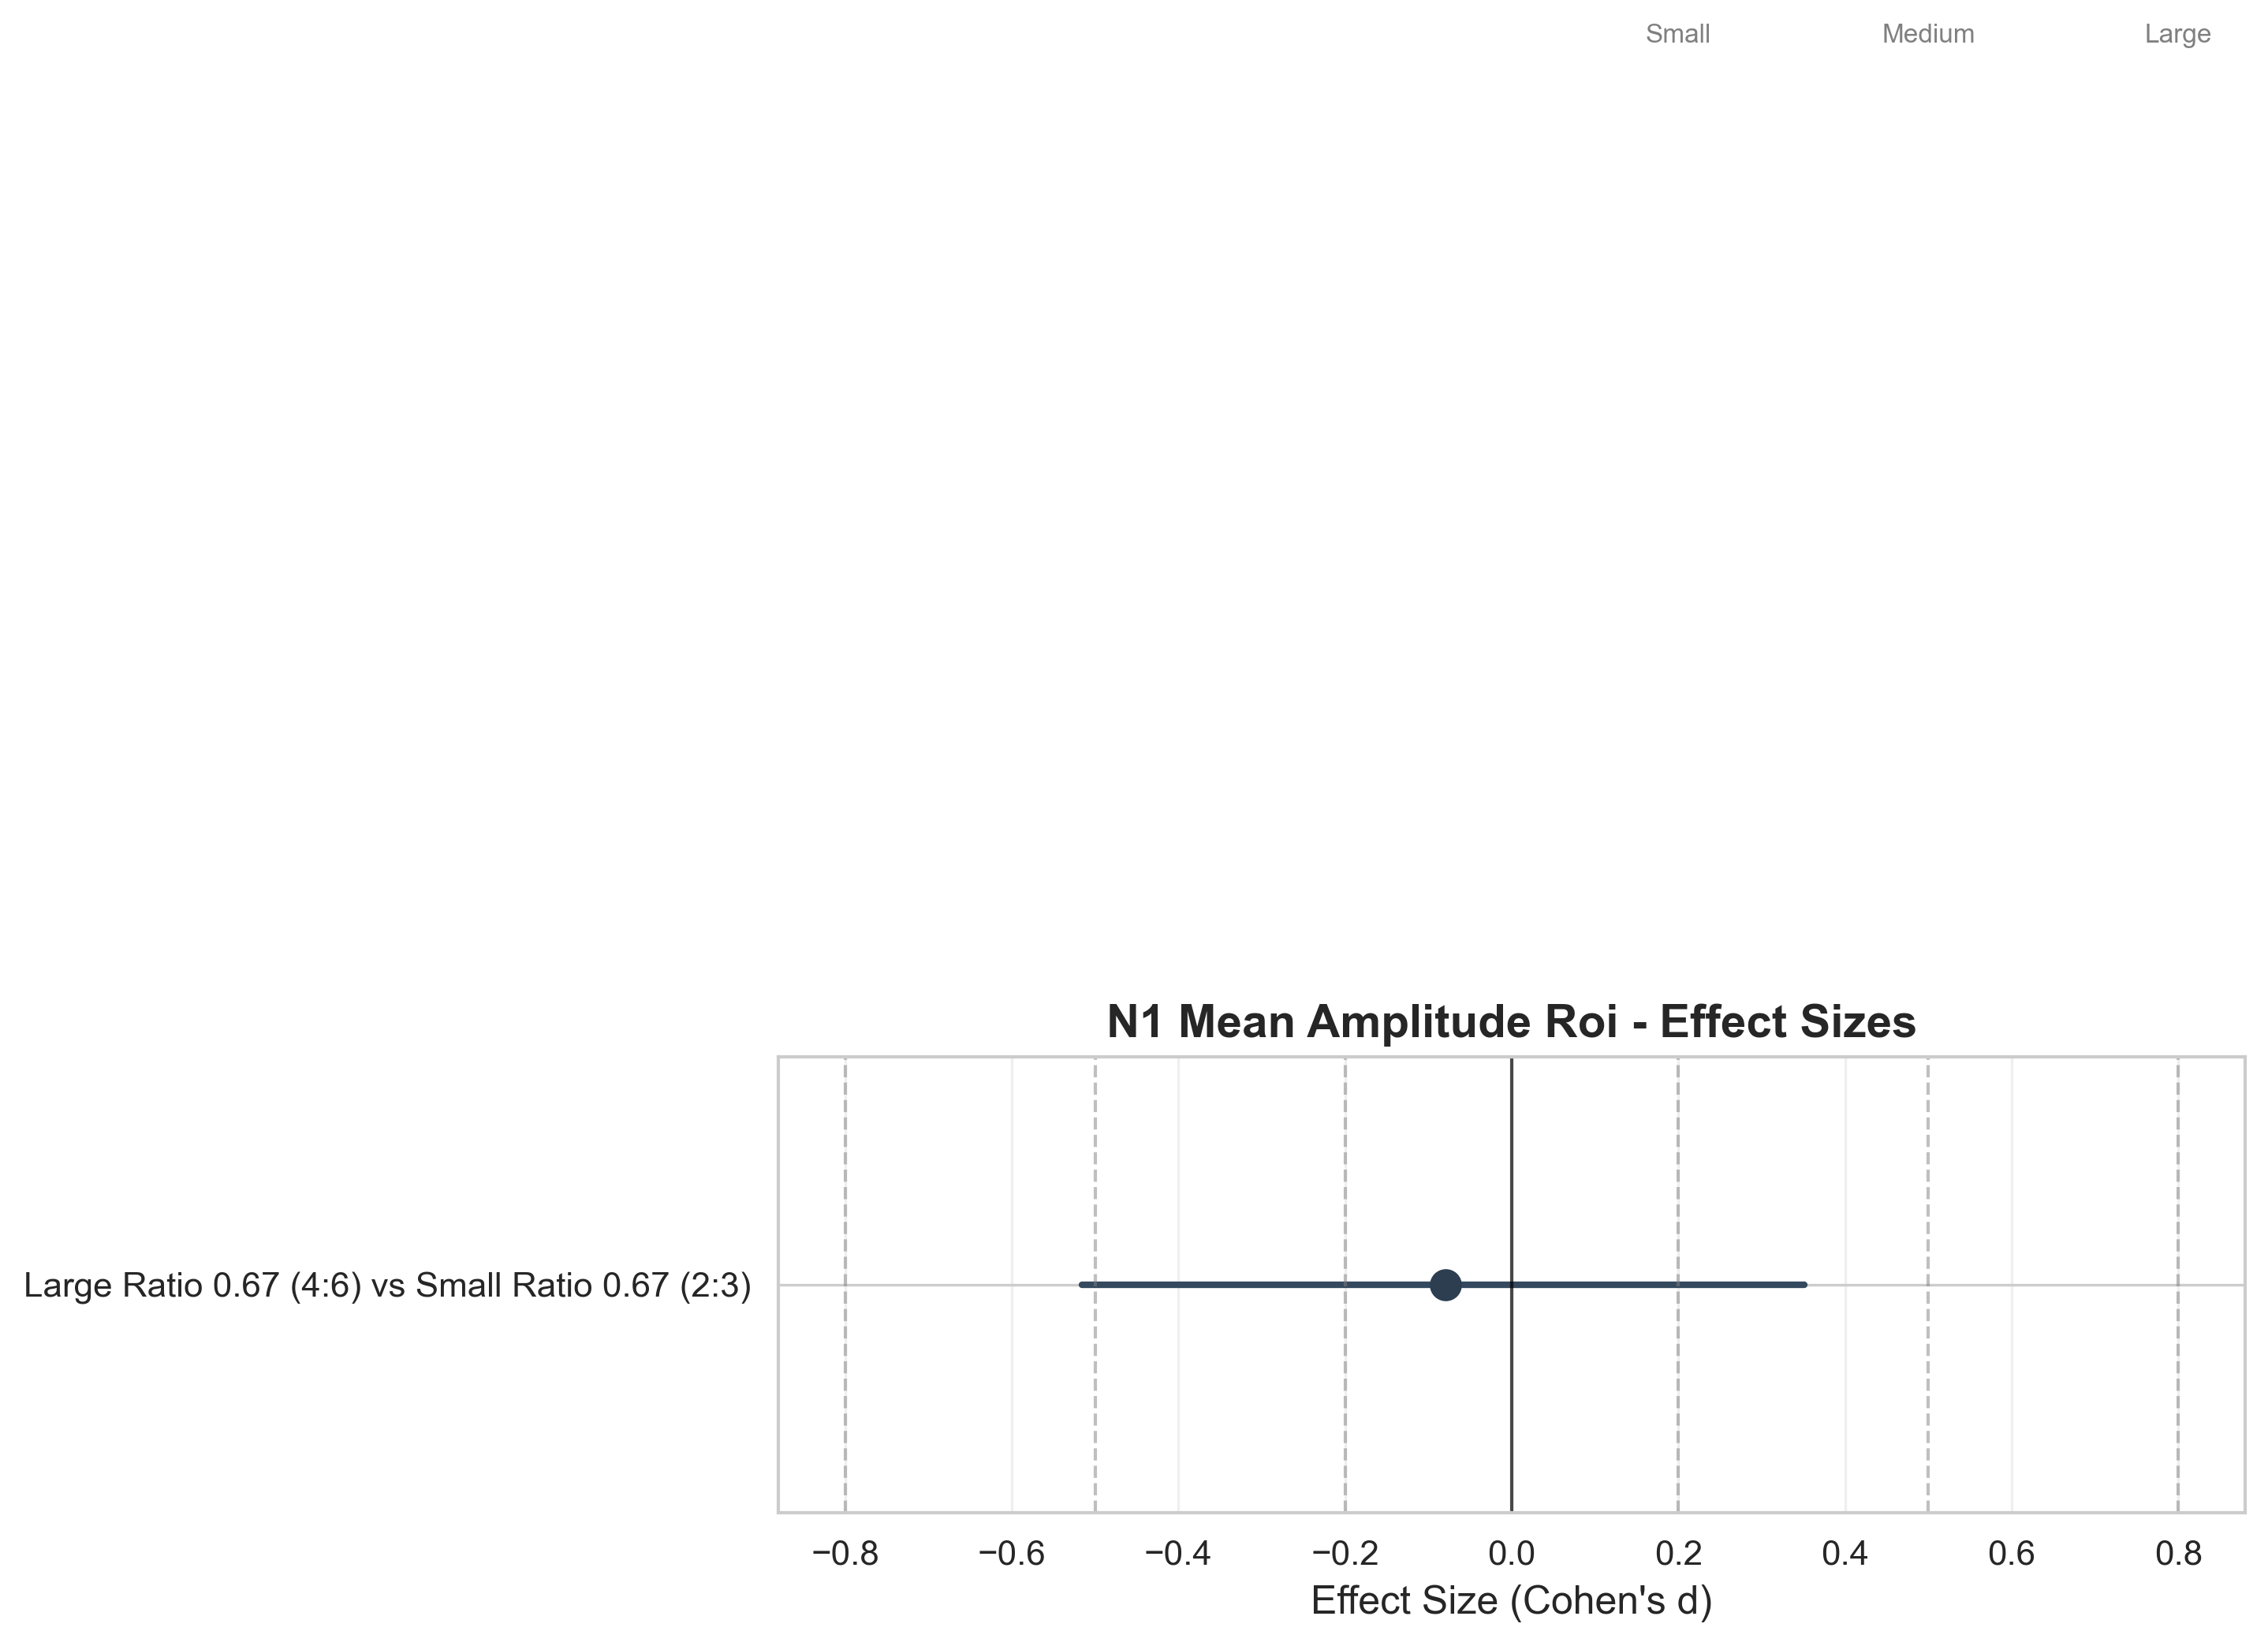 Small Medium Large
N1 Mean Amplitude Roi - Effect Sizes
Large Ratio 0.67 (4:6) vs Small Ratio 0.67 (2:3)
−0.8 −0.6 −0.4 −0.2 0.0 0.2 0.4 0.6 0.8
Effect Size (Cohen's d)